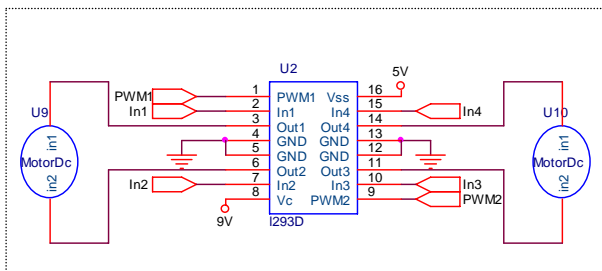 U2
5V
9V
PWM1
In1
In2
In4
In3
PWM2
1 PWM1
2 In1
3 Out1
4 GND
5 GND
6 Out2
7 In2
8 Vc
16 Vss
15 In4
14 Out4
13 GND
12 GND
11 Out3
10 In3
9 PWM2
l293D
U9
in1
MotorDc
in2
U10
in1
MotorDc
in2